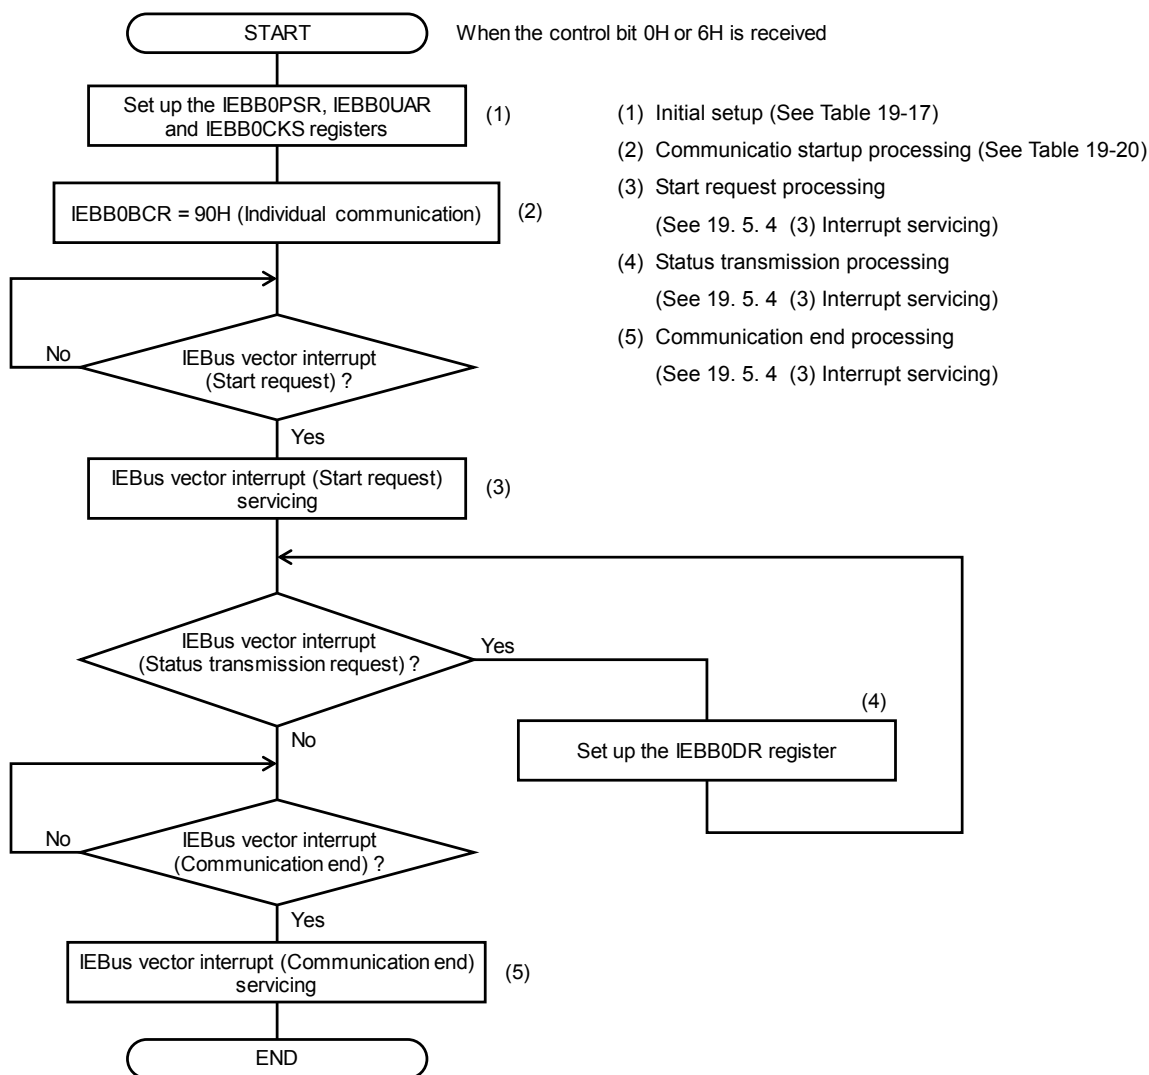 START
When the control bit 0H or 6H is received
Set up the IEBB0PSR, IEBB0UAR
and IEBB0CKS registers
(1)
IEBB0BCR = 90H (Individual communication)
(2)
No
IEBus vector interrupt
(Start request) ?
Yes
IEBus vector interrupt (Start request)
servicing
(3)
IEBus vector interrupt
(Status transmission request) ?
Yes
(4)
Set up the IEBB0DR register
No
No
IEBus vector interrupt
(Communication end) ?
Yes
IEBus vector interrupt (Communication end)
servicing
(5)
END
(1) Initial setup (See Table 19-17)
(2) Communicatio startup processing (See Table 19-20)
(3) Start request processing
(See 19. 5. 4 (3) Interrupt servicing)
(4) Status transmission processing
(See 19. 5. 4 (3) Interrupt servicing)
(5) Communication end processing
(See 19. 5. 4 (3) Interrupt servicing)